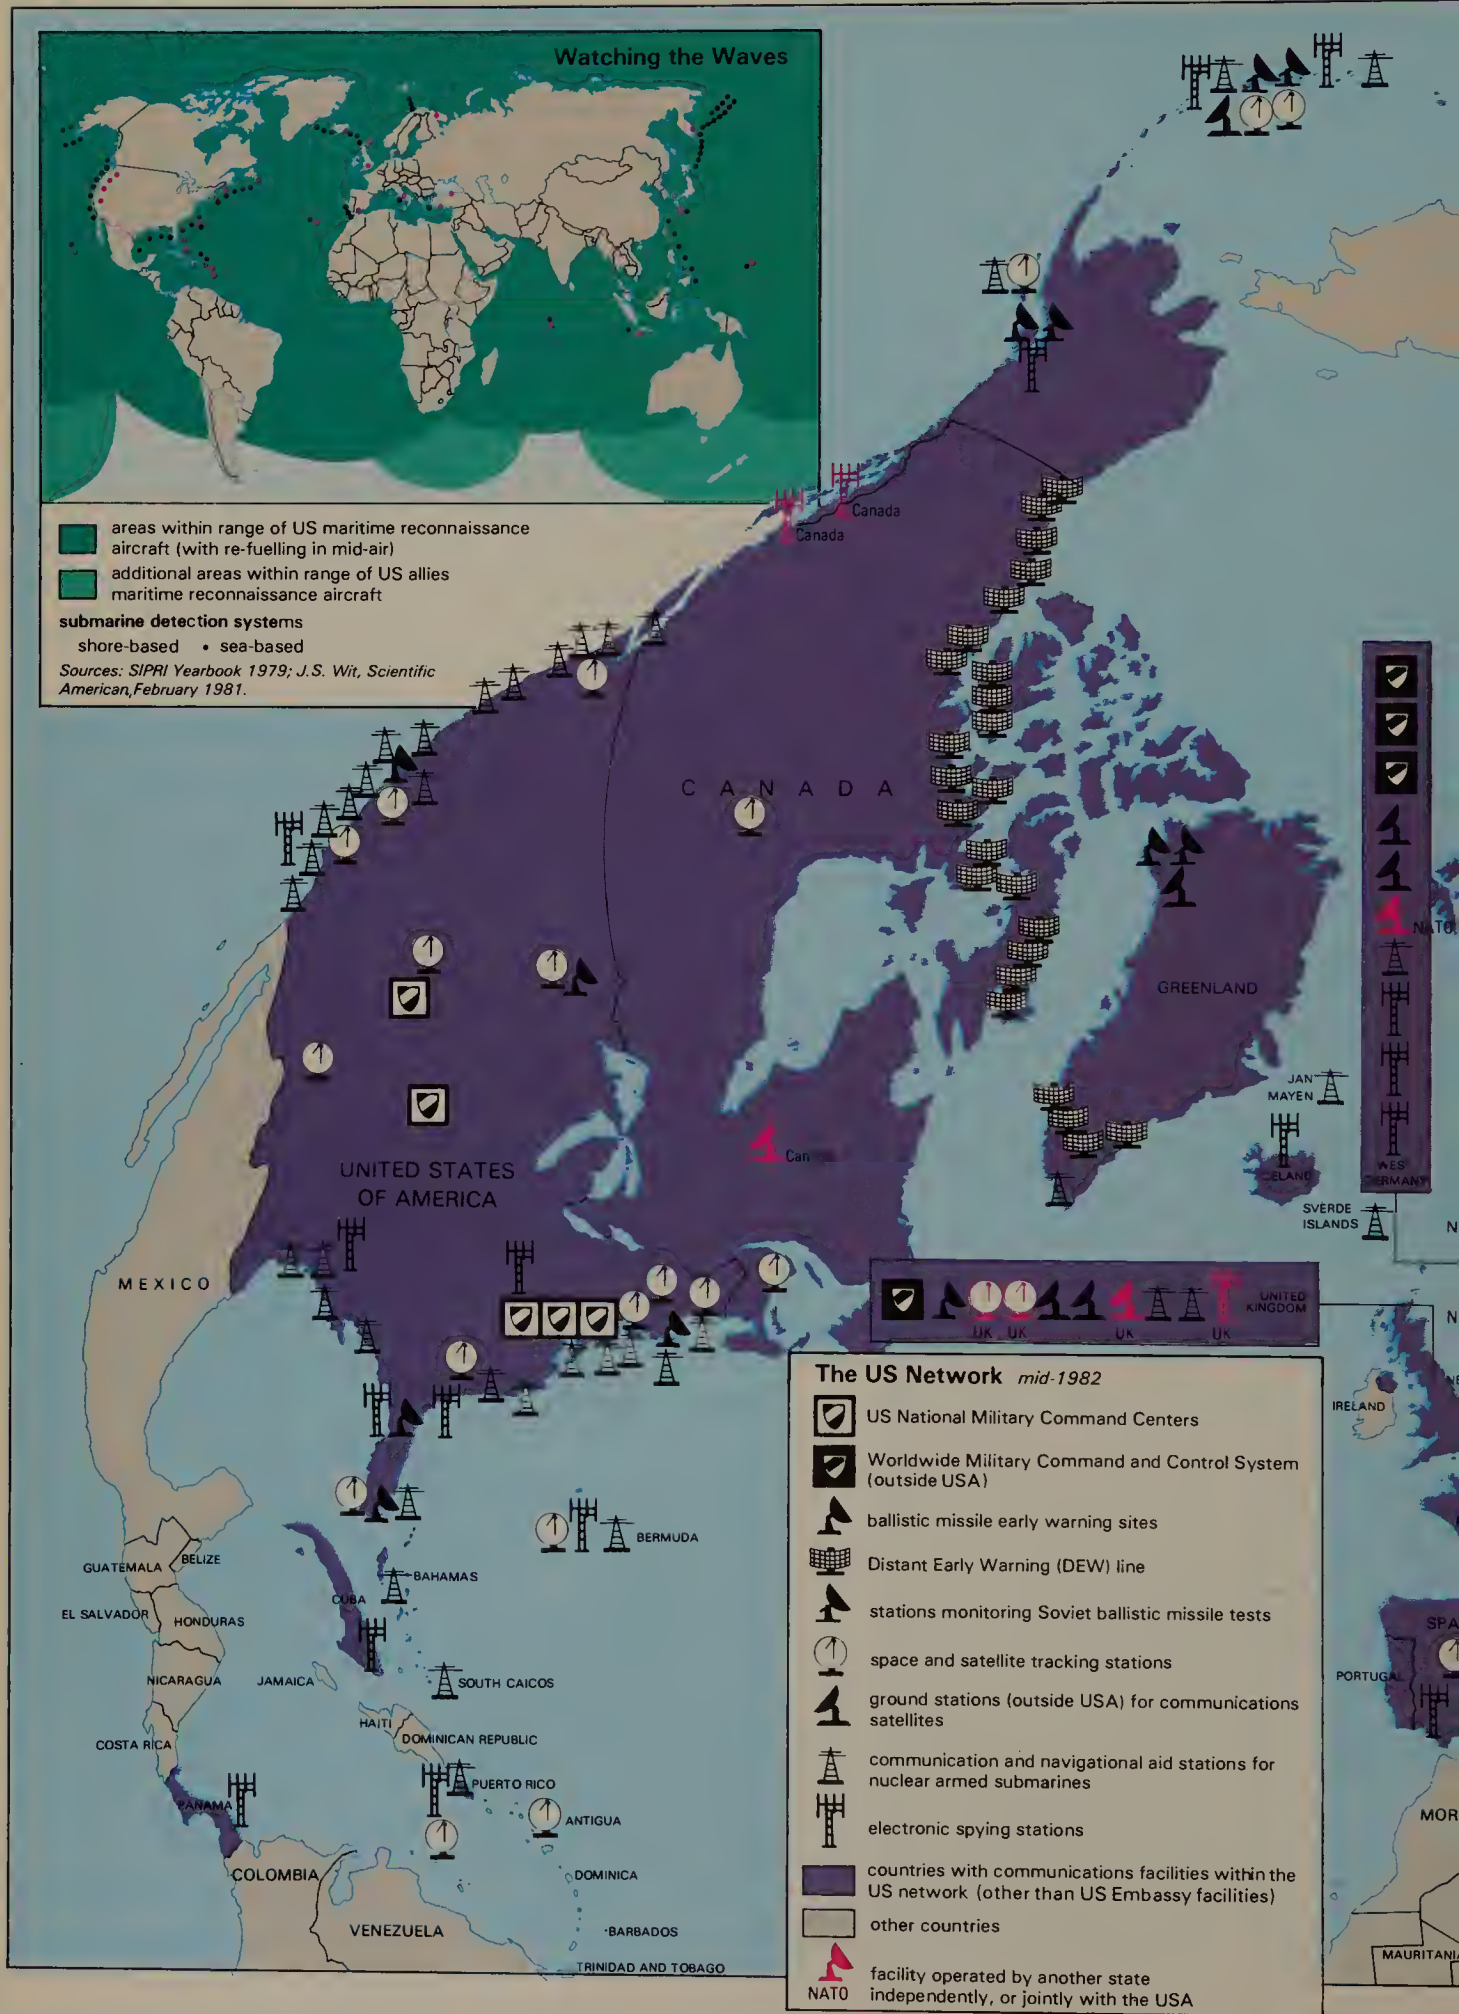 Watching the Waves
areas within range of US maritime reconnaissance
aircraft (with re-fuelling in mid-air)
additional areas within range of US allies
maritime reconnaissance aircraft
submarine detection systems
shore-based • sea-based
Sources: SIPRI Yearbook 1979; J.S. Wit, Scientific
American, February 1981.
Canada
Canada
CANADA
NATO
GREENLAND
JAN
MAYEN
ICELAND
WEST
GERMANY
SVERDE
ISLANDS
N
Can
UNITED STATES
OF AMERICA
MEXICO
UNITED
KINGDOM
UK UK UK UK
N
NE
IRELAND
The US Network mid-1982
US National Military Command Centers
Worldwide Military Command and Control System
(outside USA)
ballistic missile early warning sites
Distant Early Warning (DEW) line
stations monitoring Soviet ballistic missile tests
space and satellite tracking stations
ground stations (outside USA) for communications
satellites
communication and navigational aid stations for
nuclear armed submarines
electronic spying stations
countries with communications facilities within the
US network (other than US Embassy facilities)
other countries
NATO
facility operated by another state
independently, or jointly with the USA
BERMUDA
GUATEMALA
BELIZE
BAHAMAS
CUBA
EL SALVADOR
HONDURAS
NICARAGUA
JAMAICA
SOUTH CAICOS
HAITI
DOMINICAN REPUBLIC
COSTA RICA
PUERTO RICO
PANAMA
ANTIGUA
COLOMBIA
DOMINICA
VENEZUELA
BARBADOS
TRINIDAD AND TOBAGO
SPA
PORTUGAL
MOR
MAURITANIA